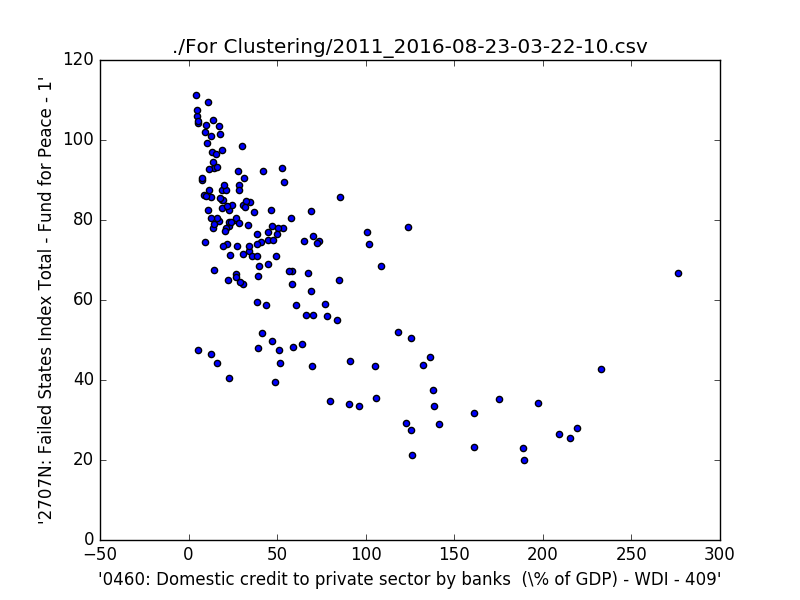 ./For Clustering/2011_2016-08-23-03-22-10.csv
120
100
80
60
40
20
0
'2707N: Failed States Index Total - Fund for Peace - 1'
−50 0 50 100 150 200 250 300
'0460: Domestic credit to private sector by banks (\% of GDP) - WDI - 409'